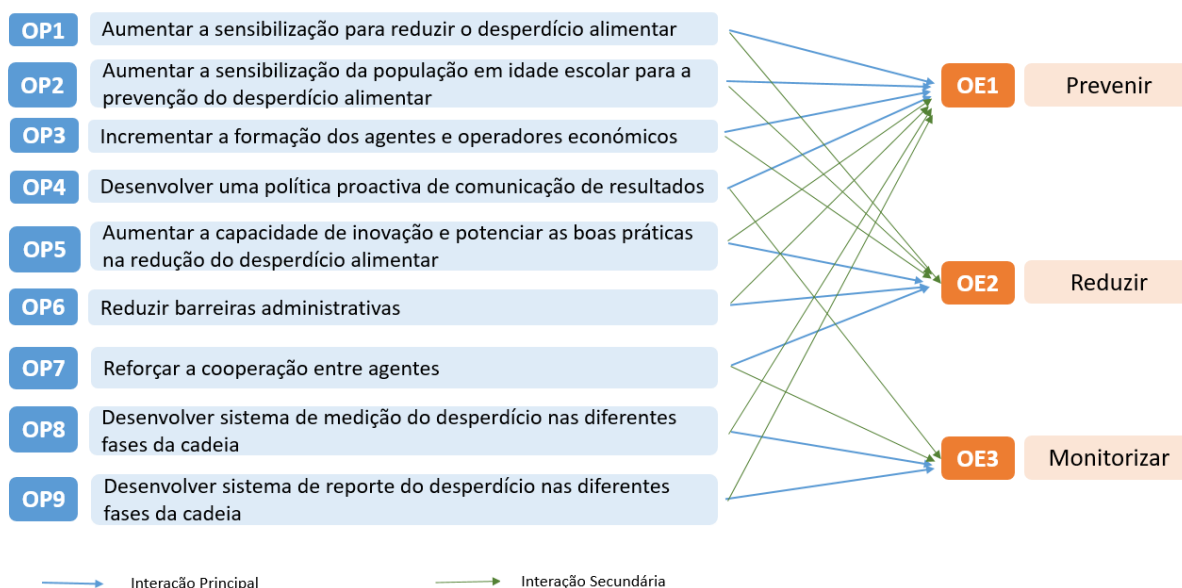 OP1 Aumentar a sensibilização para reduzir o desperdício alimentar
OP2 Aumentar a sensibilização da população em idade escolar para a
prevenção do desperdício alimentar
OP3 Incrementar a formação dos agentes e operadores económicos
OP4 Desenvolver uma política proactiva de comunicação de resultados
OP5 Aumentar a capacidade de inovação e potenciar as boas práticas
na redução do desperdício alimentar
OP6 Reduzir barreiras administrativas
OP7 Reforçar a cooperação entre agentes
OP8 Desenvolver sistema de medição do desperdício nas diferentes
fases da cadeia
OP9 Desenvolver sistema de reporte do desperdício nas diferentes
fases da cadeia
OE1 Prevenir
OE2 Reduzir
OE3 Monitorizar
Interação Principal
Interação Secundária